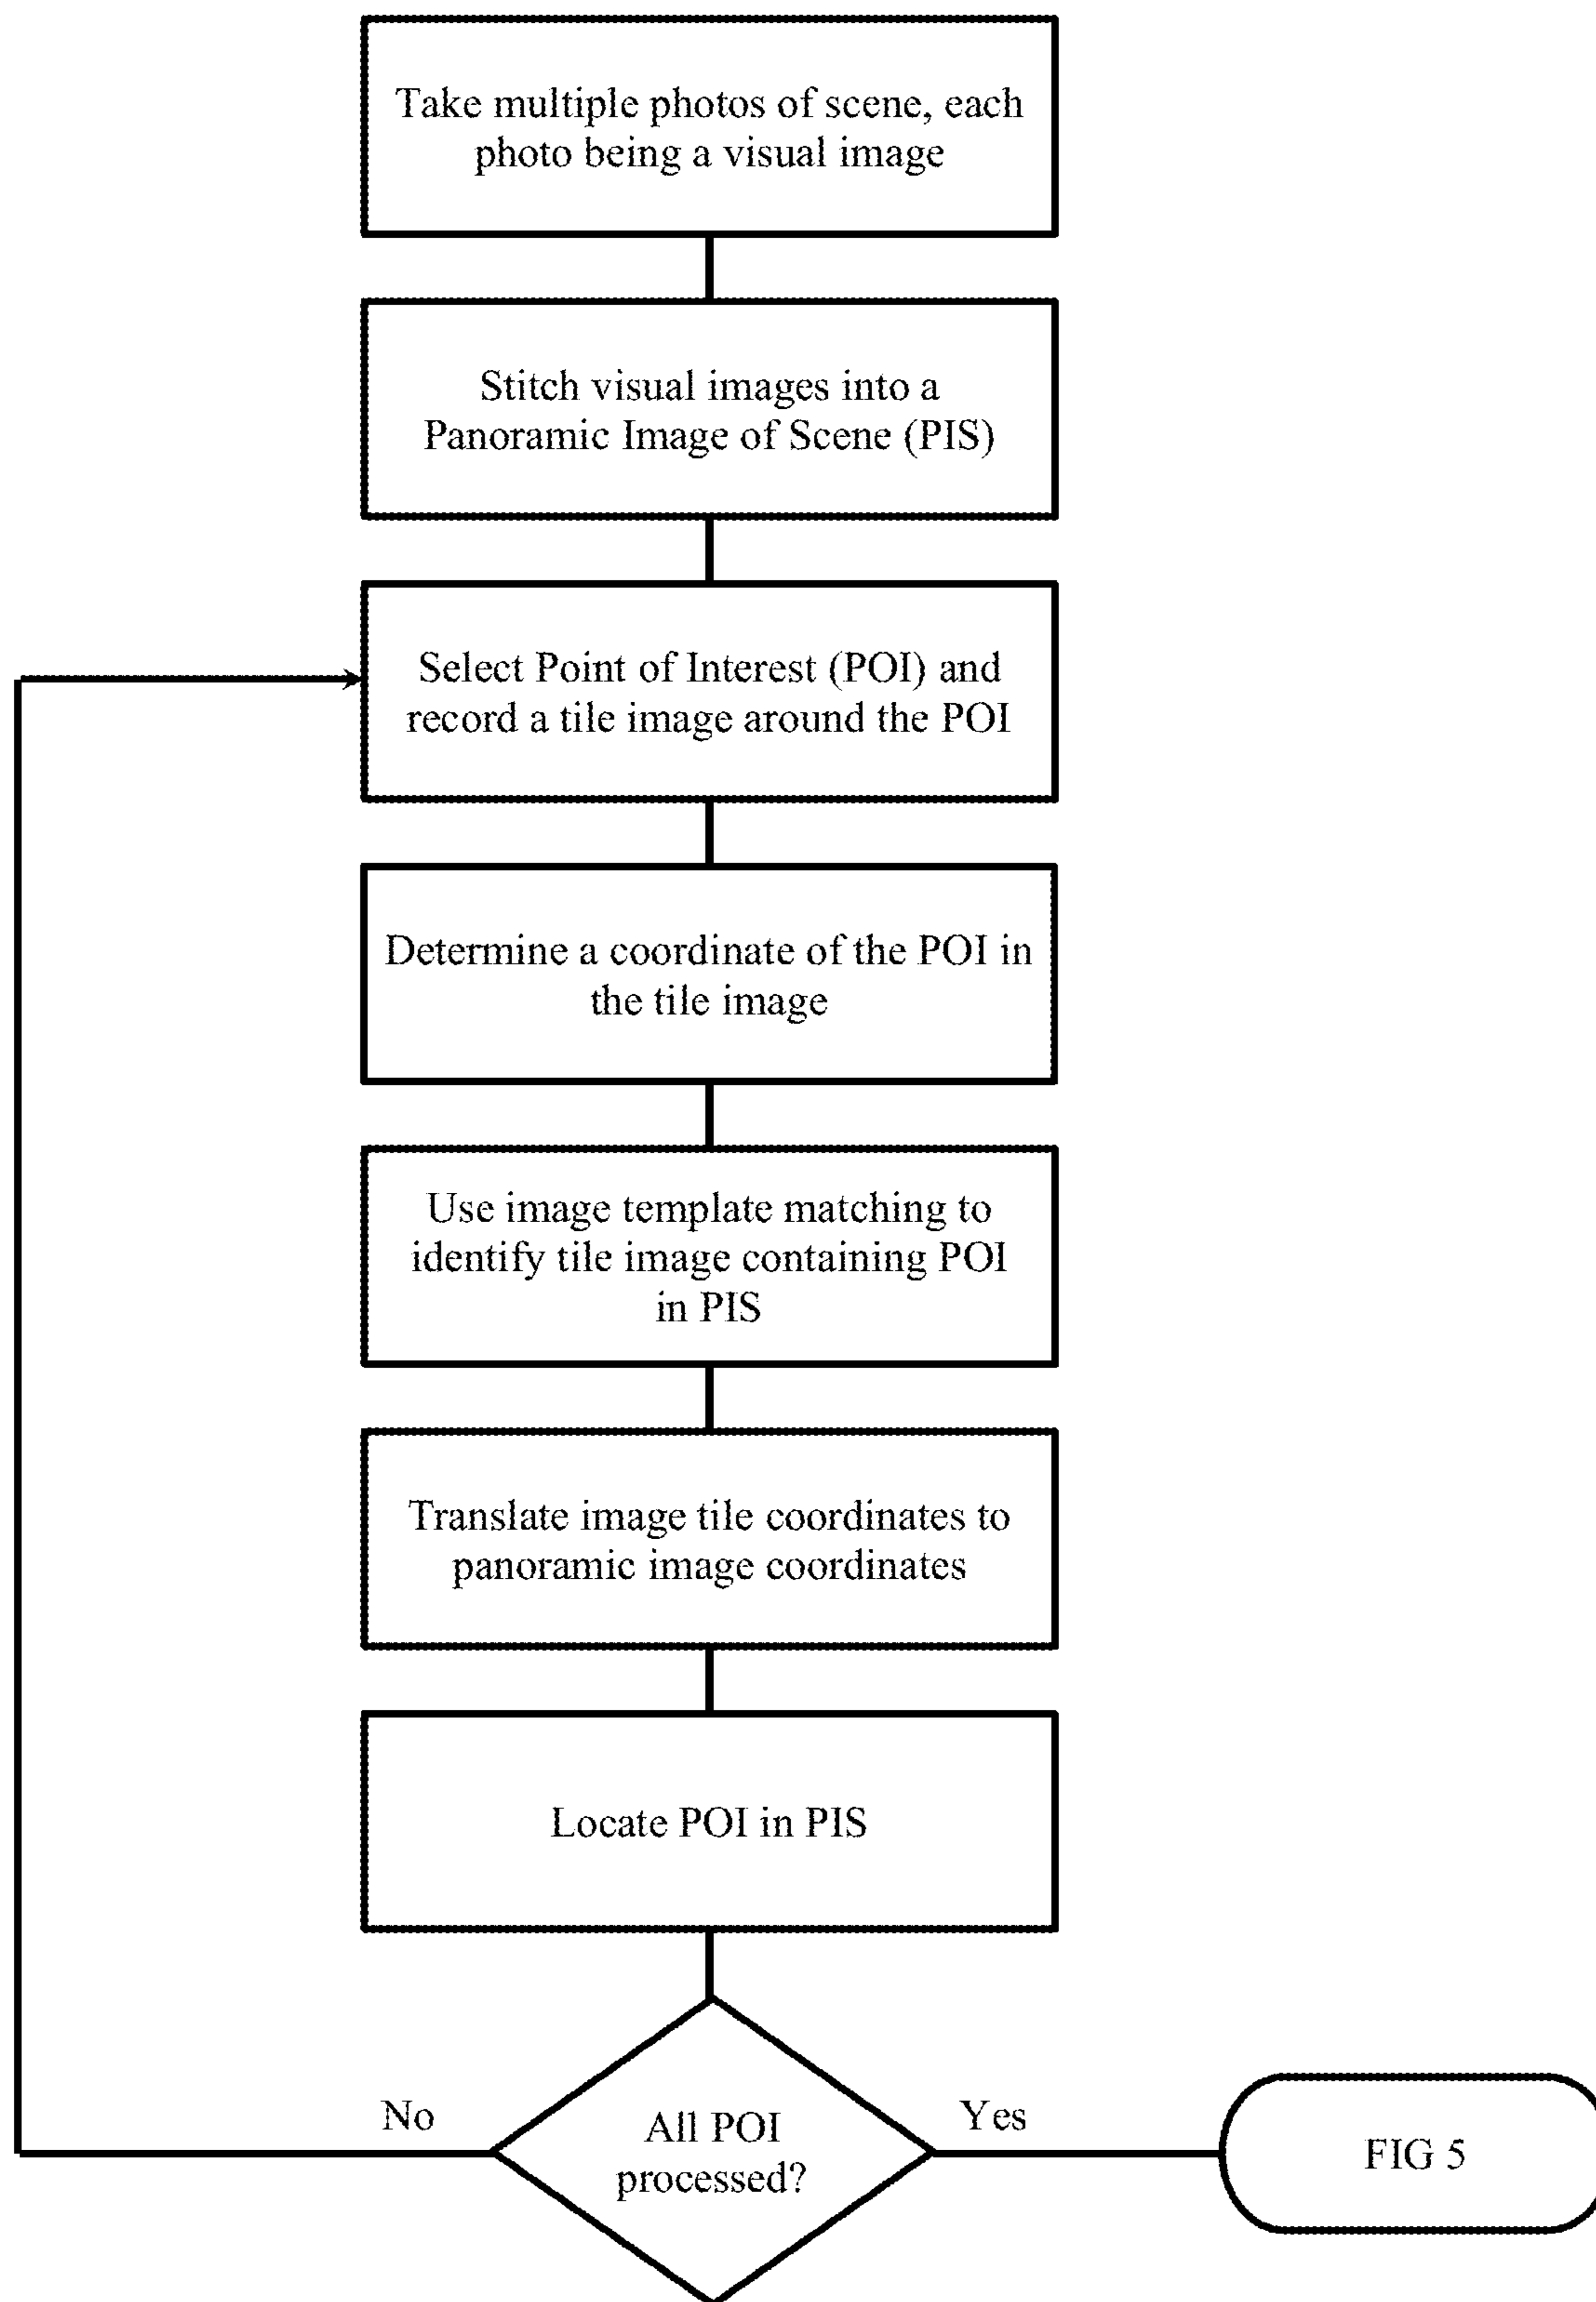 Take multiple photos of scene, each
photo being a visual image
Stitch visual images into a
Panoramic Image of Scene (PIS)
Select Point of Interest (POI) and
record a tile image around the POI
Determine a coordinate of the POI in
the tile image
Use image template matching to
identify tile image containing POI
in PIS
Translate image tile coordinates to
panoramic image coordinates
Locate POI in PIS
No
All POI
processed?
Yes
FIG 5